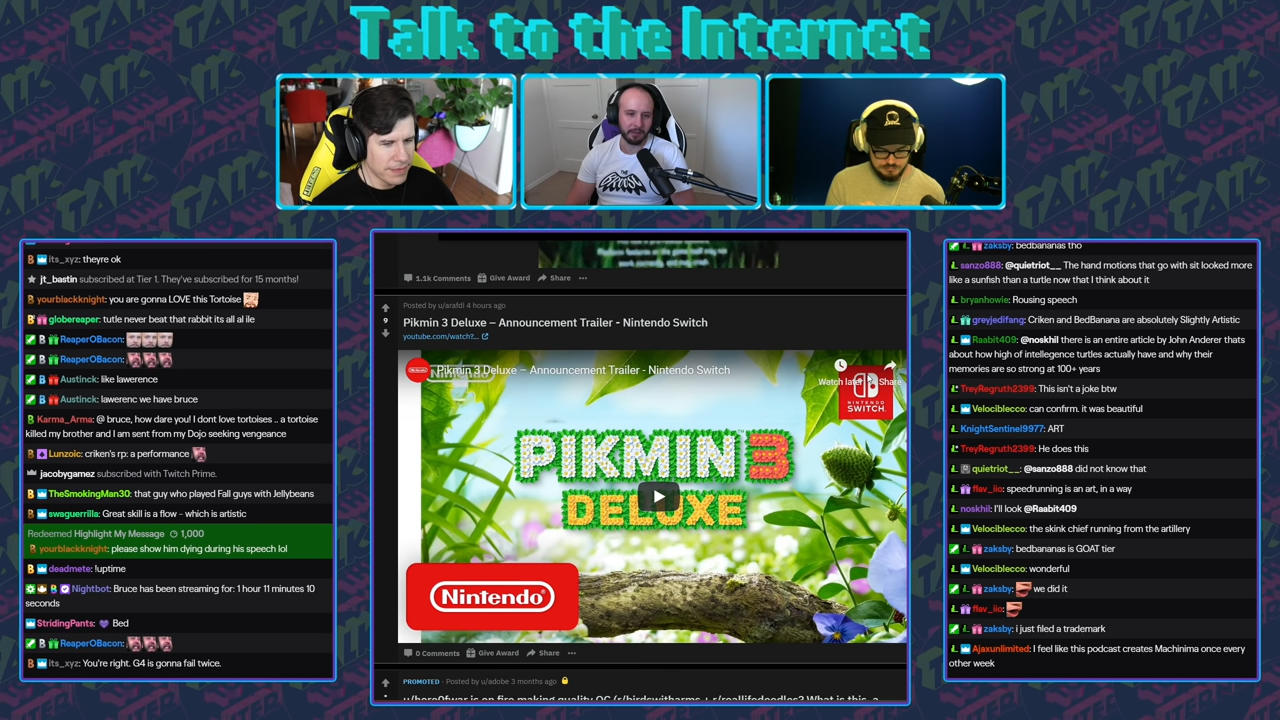 Talk to the Internet
its_xyz: theyre ok
jt_bastin subscribed at Tier 1. They've subscribed for 15 months!
yourblackknight: you are gonna LOVE this Tortoise
globereaper: tutle never beat that rabbit its all al ile
ReaperOBacon:
ReaperOBacon:
Austinck: like lawerence
Austinck: lawerenc we have bruce
Karma_Arma: @ bruce, how dare you! I dont love tortoises .. a tortoise
killed my brother and I am sent from my Dojo seeking vengeance
Lunzoic: criken's rp: a performance
jacobygamez subscribed with Twitch Prime.
TheSmokingMan30: that guy who played Fall guys with Jellybeans
swaguerrilla: Great skill is a flow - which is artistic
Redeemed Highlight My Message 1,000
yourblackknight: please show him dying during his speech lol
deadmete: !uptime
Nightbot: Bruce has been streaming for: 1 hour 11 minutes 10
seconds
StridingPants: 💜 Bed
ReaperOBacon:
its_xyz: You're right. G4 is gonna fail twice.
1.1k Comments Give Award Share ...
Posted by u/arafdl 4 hours ago
9
Pikmin 3 Deluxe – Announcement Trailer - Nintendo Switch
youtube.com/watch?...
Pikmin 3 Deluxe – Announcement Trailer - Nintendo Switch
Watch later Share
NINTENDO
SWITCH
PIKMIN 3
DELUXE
Nintendo
0 Comments Give Award Share ...
PROMOTED · Posted by u/adobe 3 months ago
zaksby: bedbananas tho
sanzo888: @quietriot__ The hand motions that go with sit looked more
like a sunfish than a turtle now that I think about it
bryanhowie: Rousing speech
greyjedifang: Criken and BedBanana are absolutely Slightly Artistic
Raabit409: @noskhil there is an entire article by John Anderer thats
about how high of intellegence turtles actually have and why their
memories are so strong at 100+ years
TreyRegruth2399: This isn't a joke btw
Velociblecco: can confirm. it was beautiful
KnightSentinel9977: ART
TreyRegruth2399: He does this
quietriot__: @sanzo888 did not know that
flav_iio: speedrunning is an art, in a way
noskhil: I'll look @Raabit409
Velociblecco: the skink chief running from the artillery
zaksby: bedbananas is GOAT tier
Velociblecco: wonderful
zaksby: we did it
flav_iio:
zaksby: i just filed a trademark
Ajaxunlimited: I feel like this podcast creates Machinima once every
other week